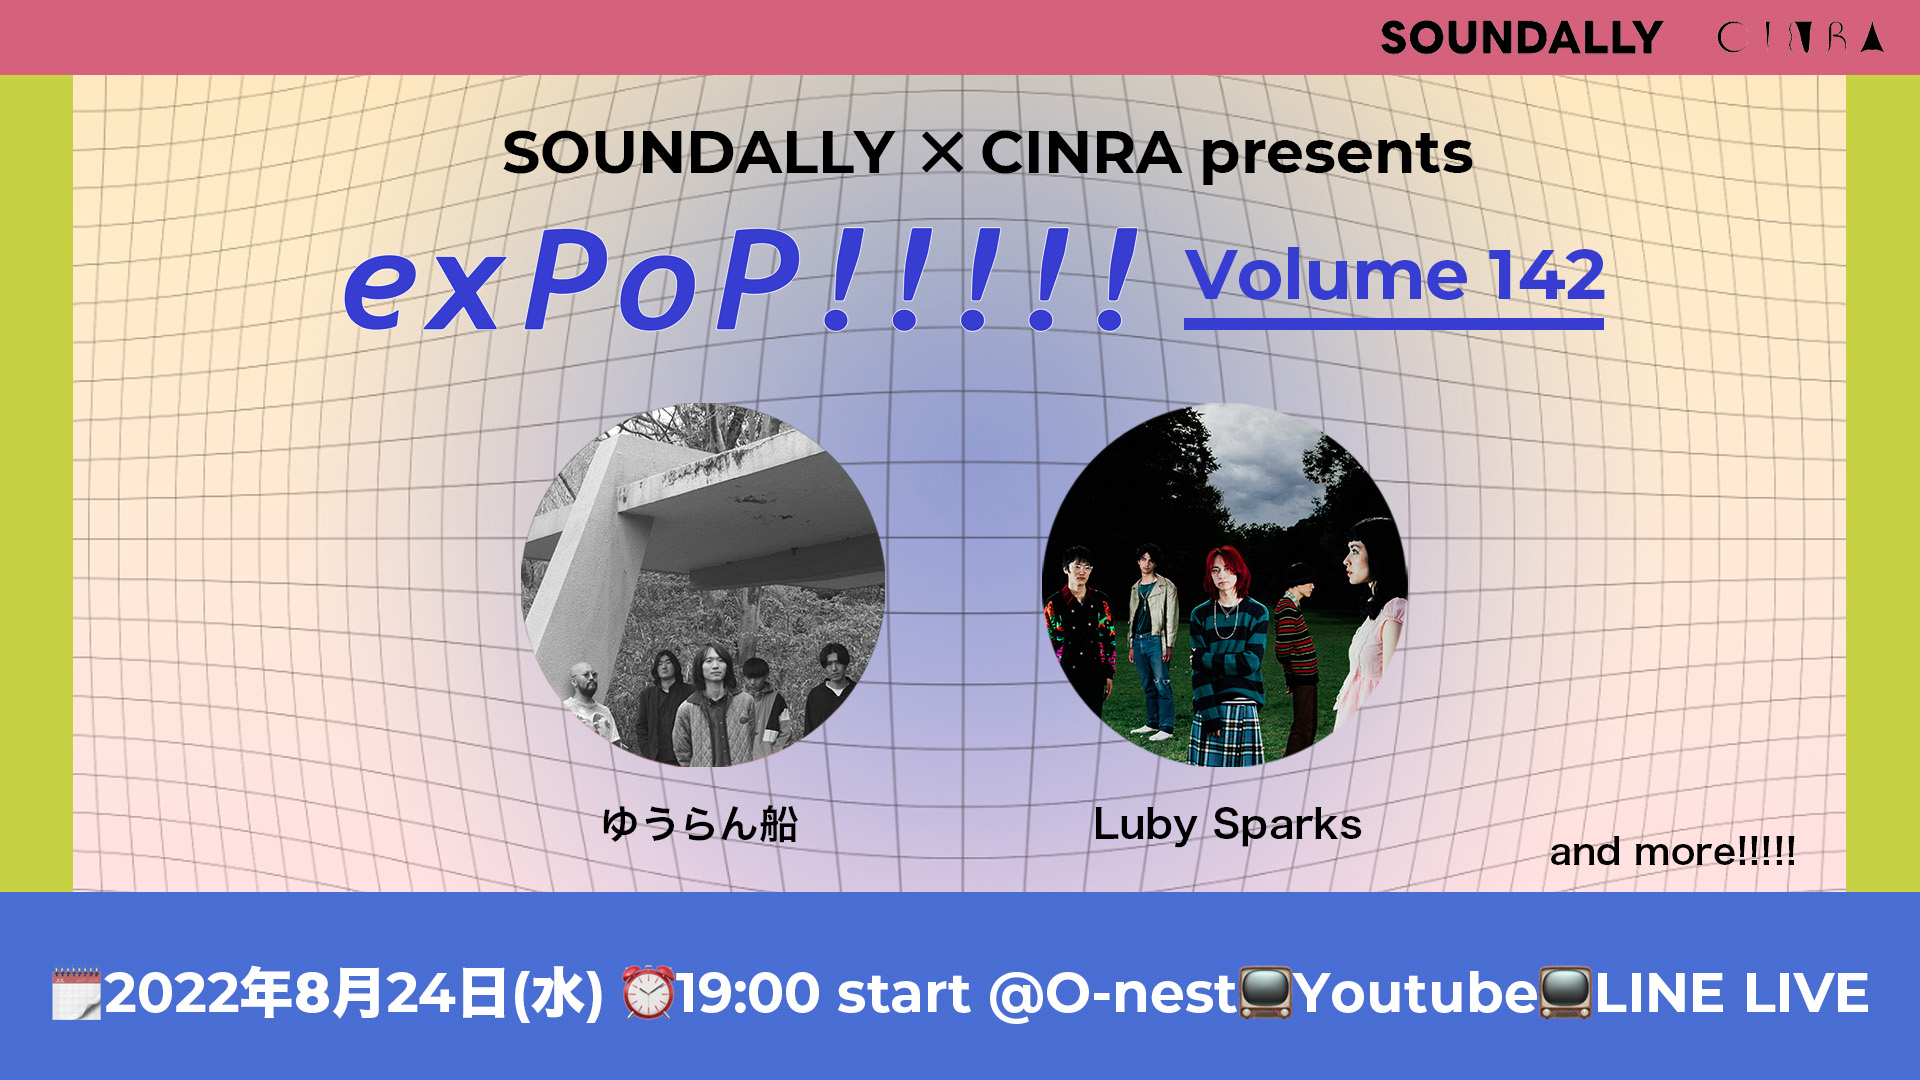 SOUNDALLY CINRA
SOUNDALLY × CINRA presents
exPoP!!!!! Volume 142
ゆうらん船
Luby Sparks
and more!!!!!
2022年8月24日(水) 19:00 start @O-nest Youtube LINE LIVE